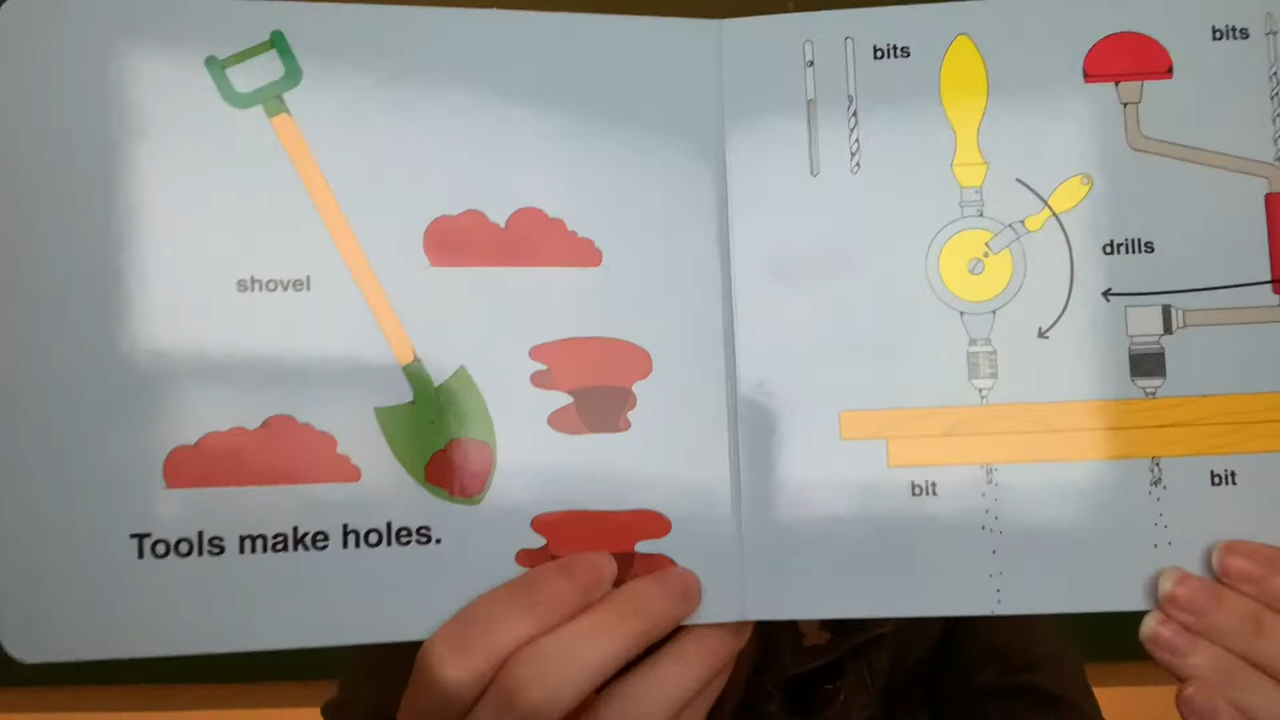 shovel
Tools make holes.
bits
bits
drills
bit
bit